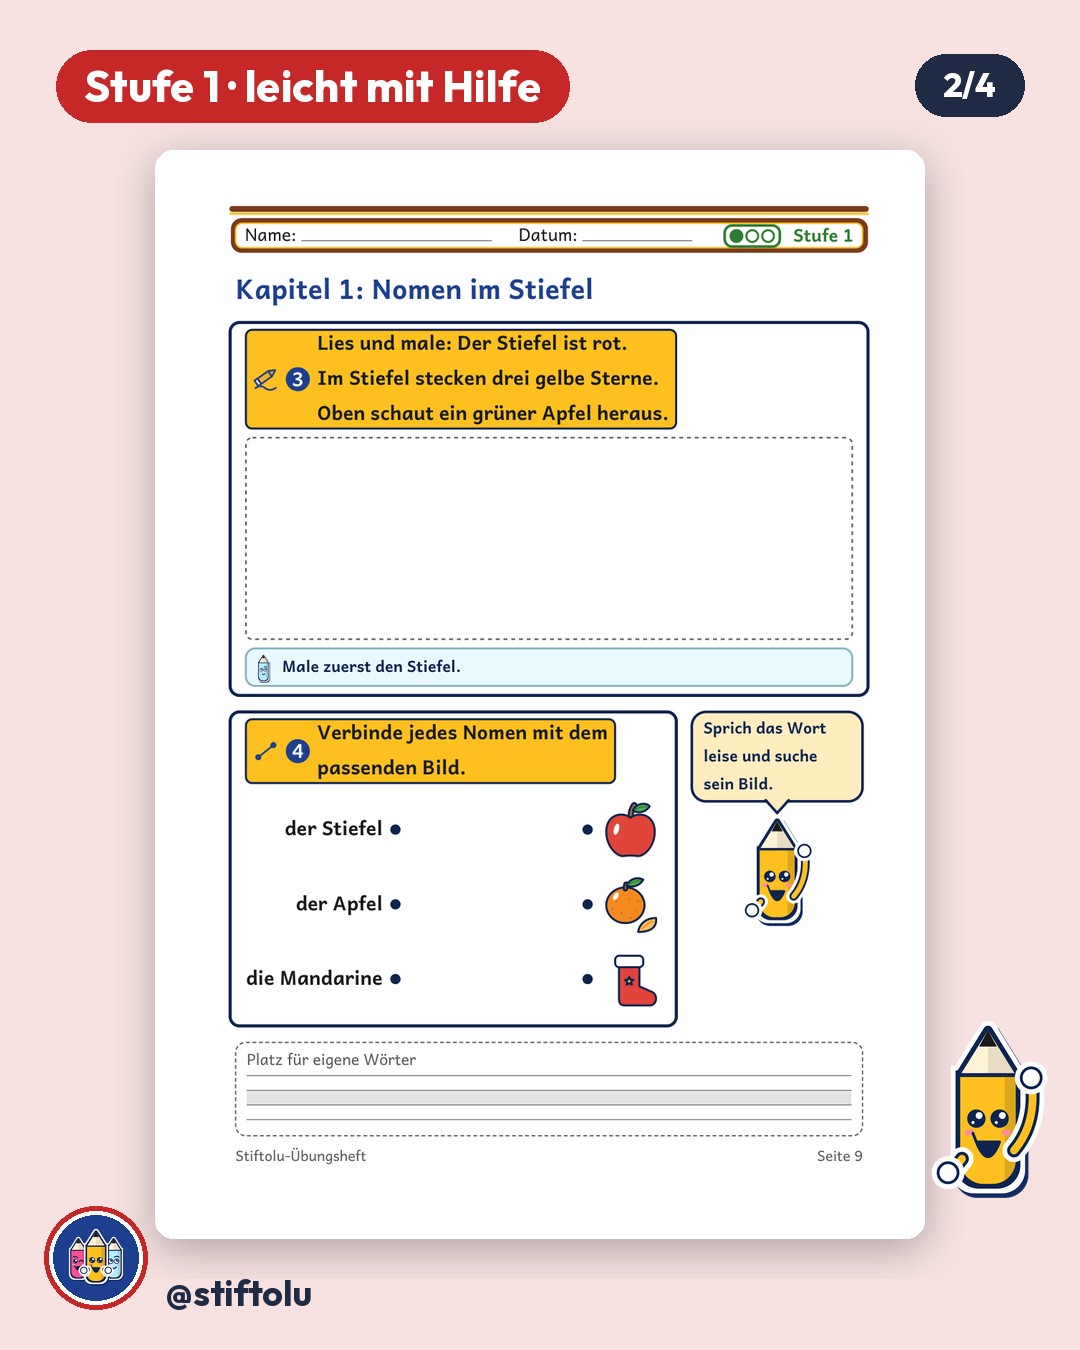 Stufe 1 · leicht mit Hilfe
2/4
Name:
Datum:
Stufe 1
Kapitel 1: Nomen im Stiefel
3
Lies und male: Der Stiefel ist rot.
Im Stiefel stecken drei gelbe Sterne.
Oben schaut ein grüner Apfel heraus.
Male zuerst den Stiefel.
4
Verbinde jedes Nomen mit dem
passenden Bild.
Sprich das Wort
leise und suche
sein Bild.
der Stiefel
der Apfel
die Mandarine
Platz für eigene Wörter
Stiftolu-Übungsheft
Seite 9
@stiftolu